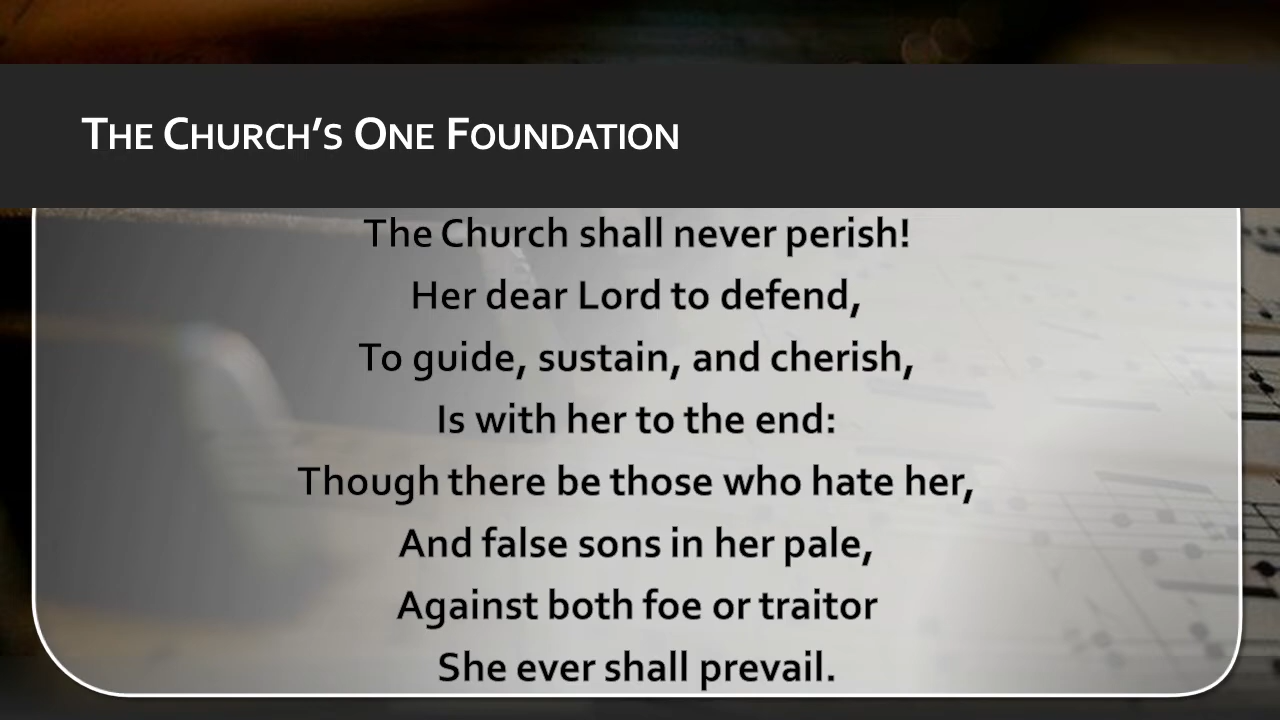 The Church’s One Foundation
The Church shall never perish!
Her dear Lord to defend,
To guide, sustain, and cherish,
Is with her to the end:
Though there be those who hate her,
And false sons in her pale,
Against both foe or traitor
She ever shall prevail.